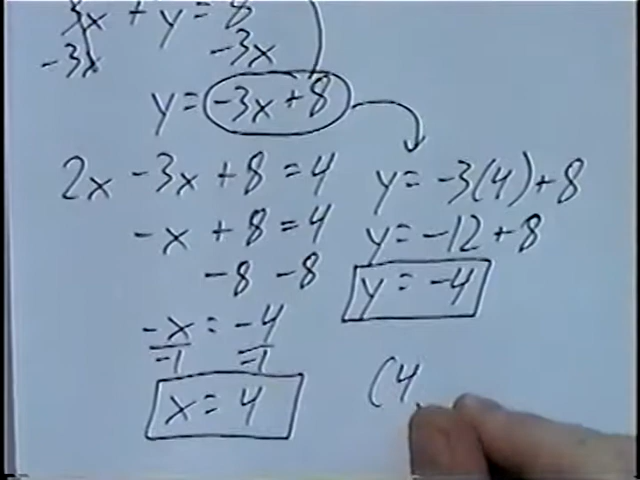 3x + y = 8
-3x -3x
y = -3x + 8
2x - 3x + 8 = 4
-x + 8 = 4
-8 -8
-x = -4
-1 -1
x = 4
y = -3(4) + 8
y = -12 + 8
y = -4
(4,